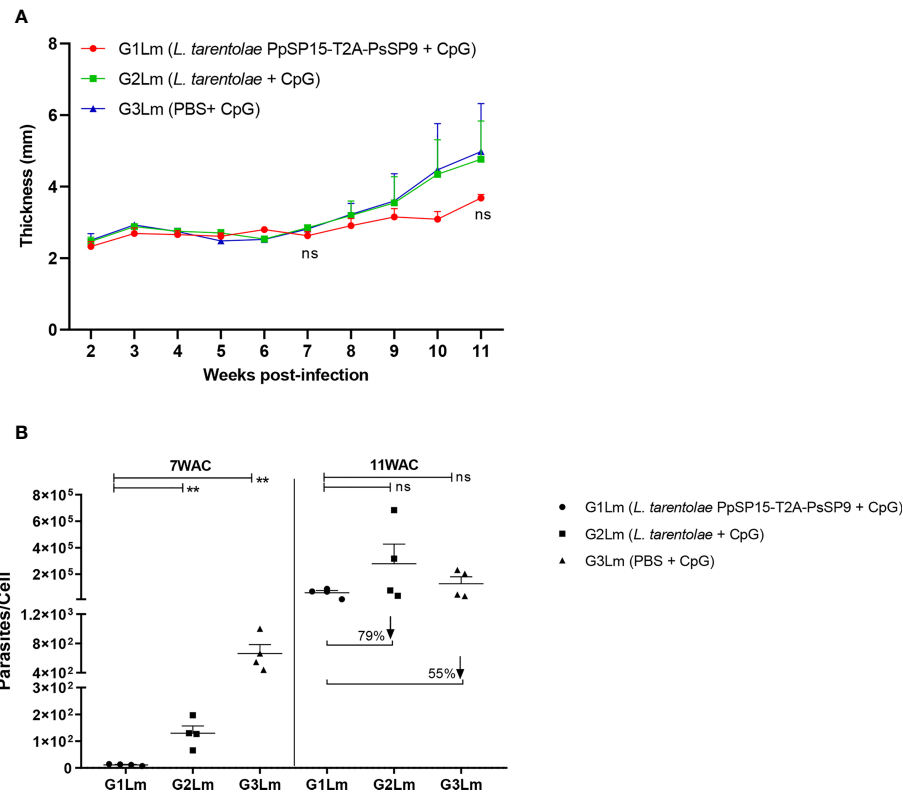 A
8
6
4
2
0
Thickness (mm)
G1Lm (L. tarentolae PpSP15-T2A-PsSP9 + CpG)
G2Lm (L. tarentolae + CpG)
G3Lm (PBS+ CpG)
ns
ns
2 3 4 5 6 7 8 9 10 11
Weeks post-infection
B
7WAC
11WAC
**
**
ns
ns
8×10⁵
6×10⁵
4×10⁵
2×10⁵
1.2×10³
8×10²
4×10²
3×10²
2×10²
1×10²
0
Parasites/Cell
79%
55%
G1Lm G2Lm G3Lm G1Lm G2Lm G3Lm
G1Lm (L. tarentolae PpSP15-T2A-PsSP9 + CpG)
G2Lm (L. tarentolae + CpG)
G3Lm (PBS + CpG)